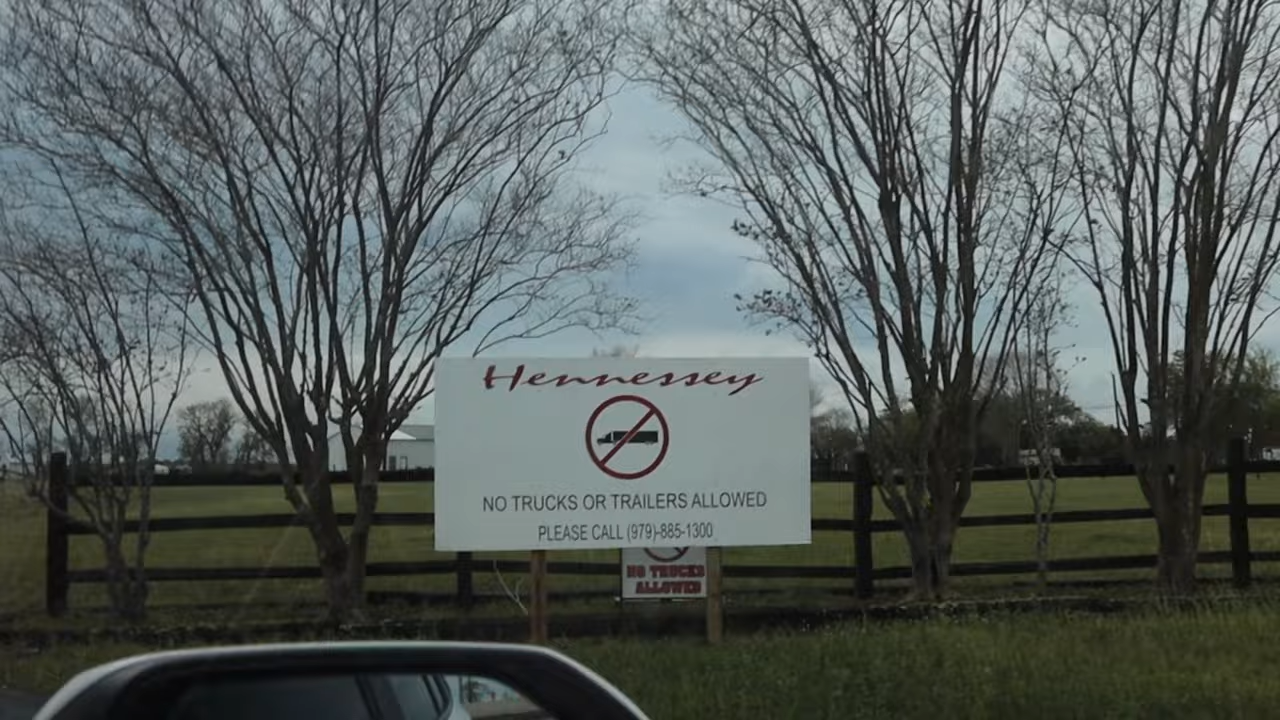 Hennessey
NO TRUCKS OR TRAILERS ALLOWED
PLEASE CALL (979)-885-1300
NO TRUCKS
ALLOWED